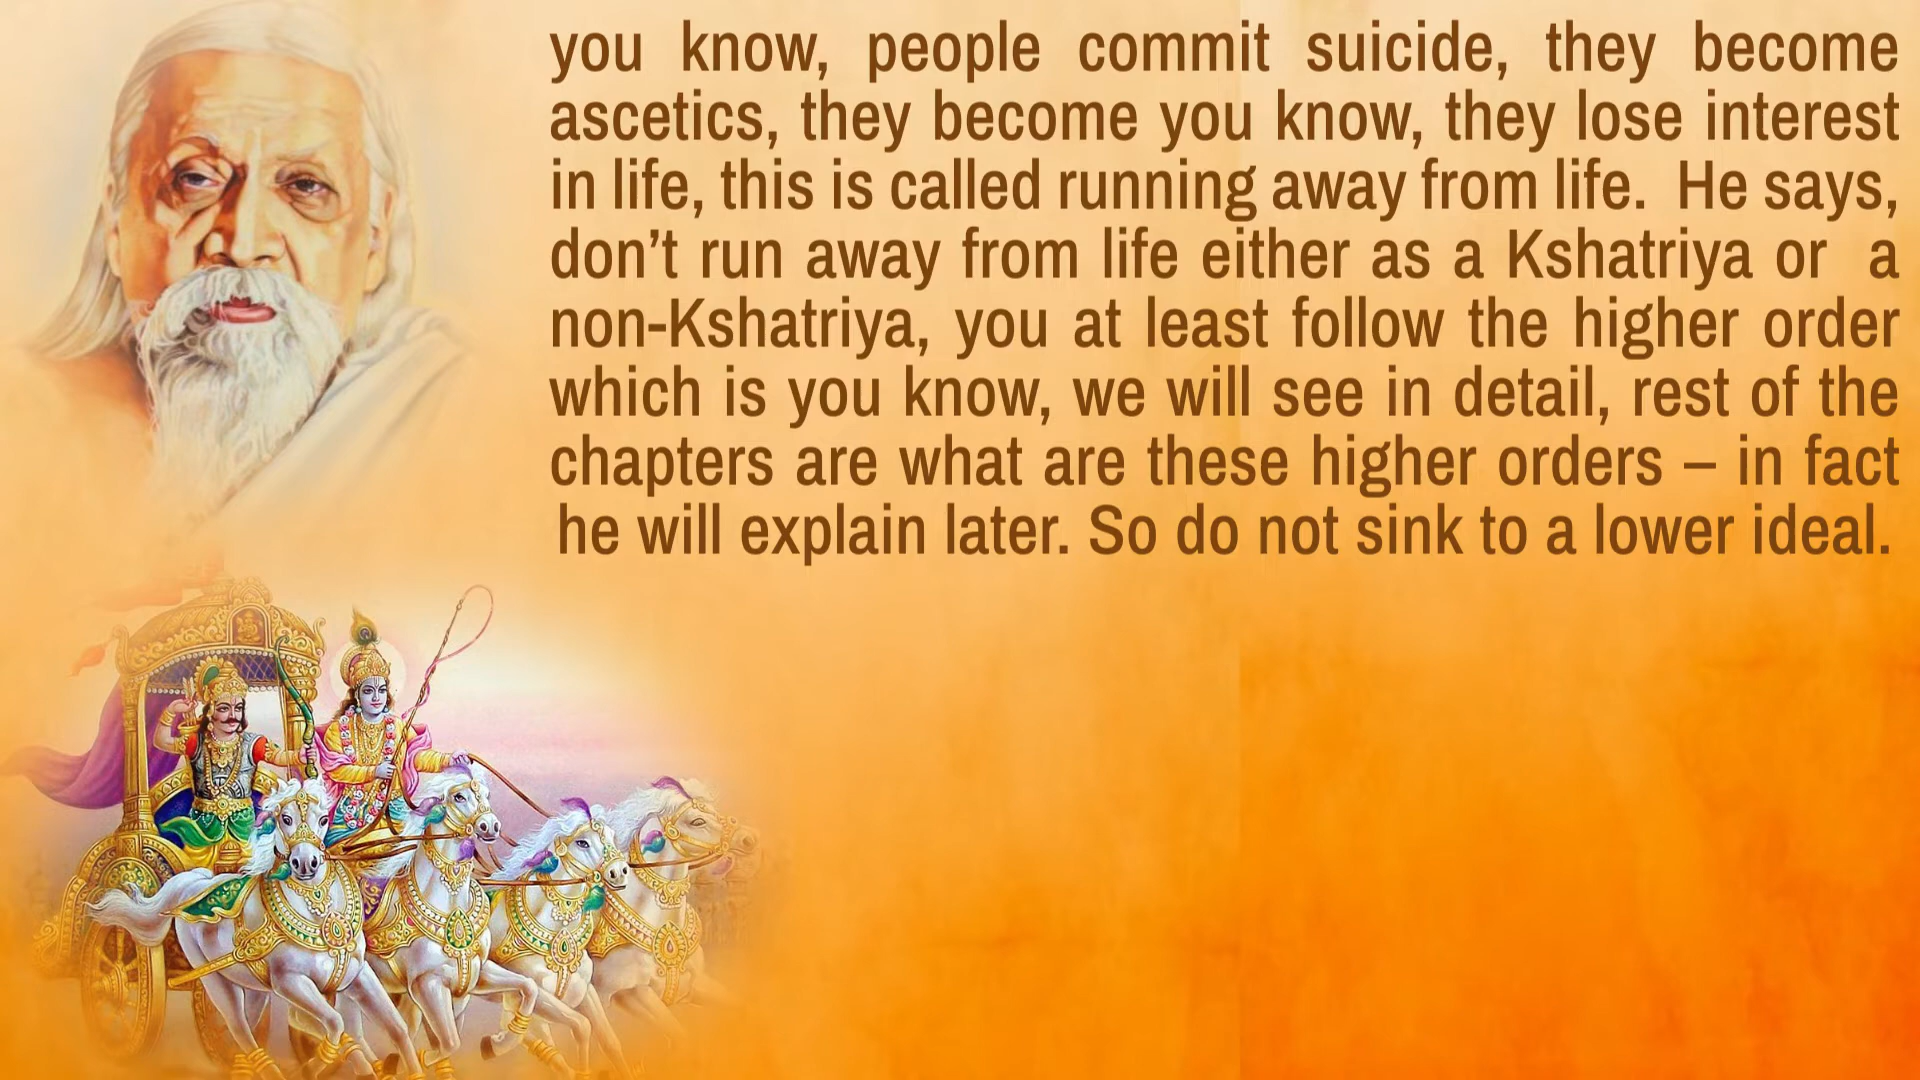 you know, people commit suicide, they become
ascetics, they become you know, they lose interest
in life, this is called running away from life.  He says,
don’t run away from life either as a Kshatriya or  a
non-Kshatriya, you at least follow the higher order
which is you know, we will see in detail, rest of the
chapters are what are these higher orders – in fact
he will explain later. So do not sink to a lower ideal.